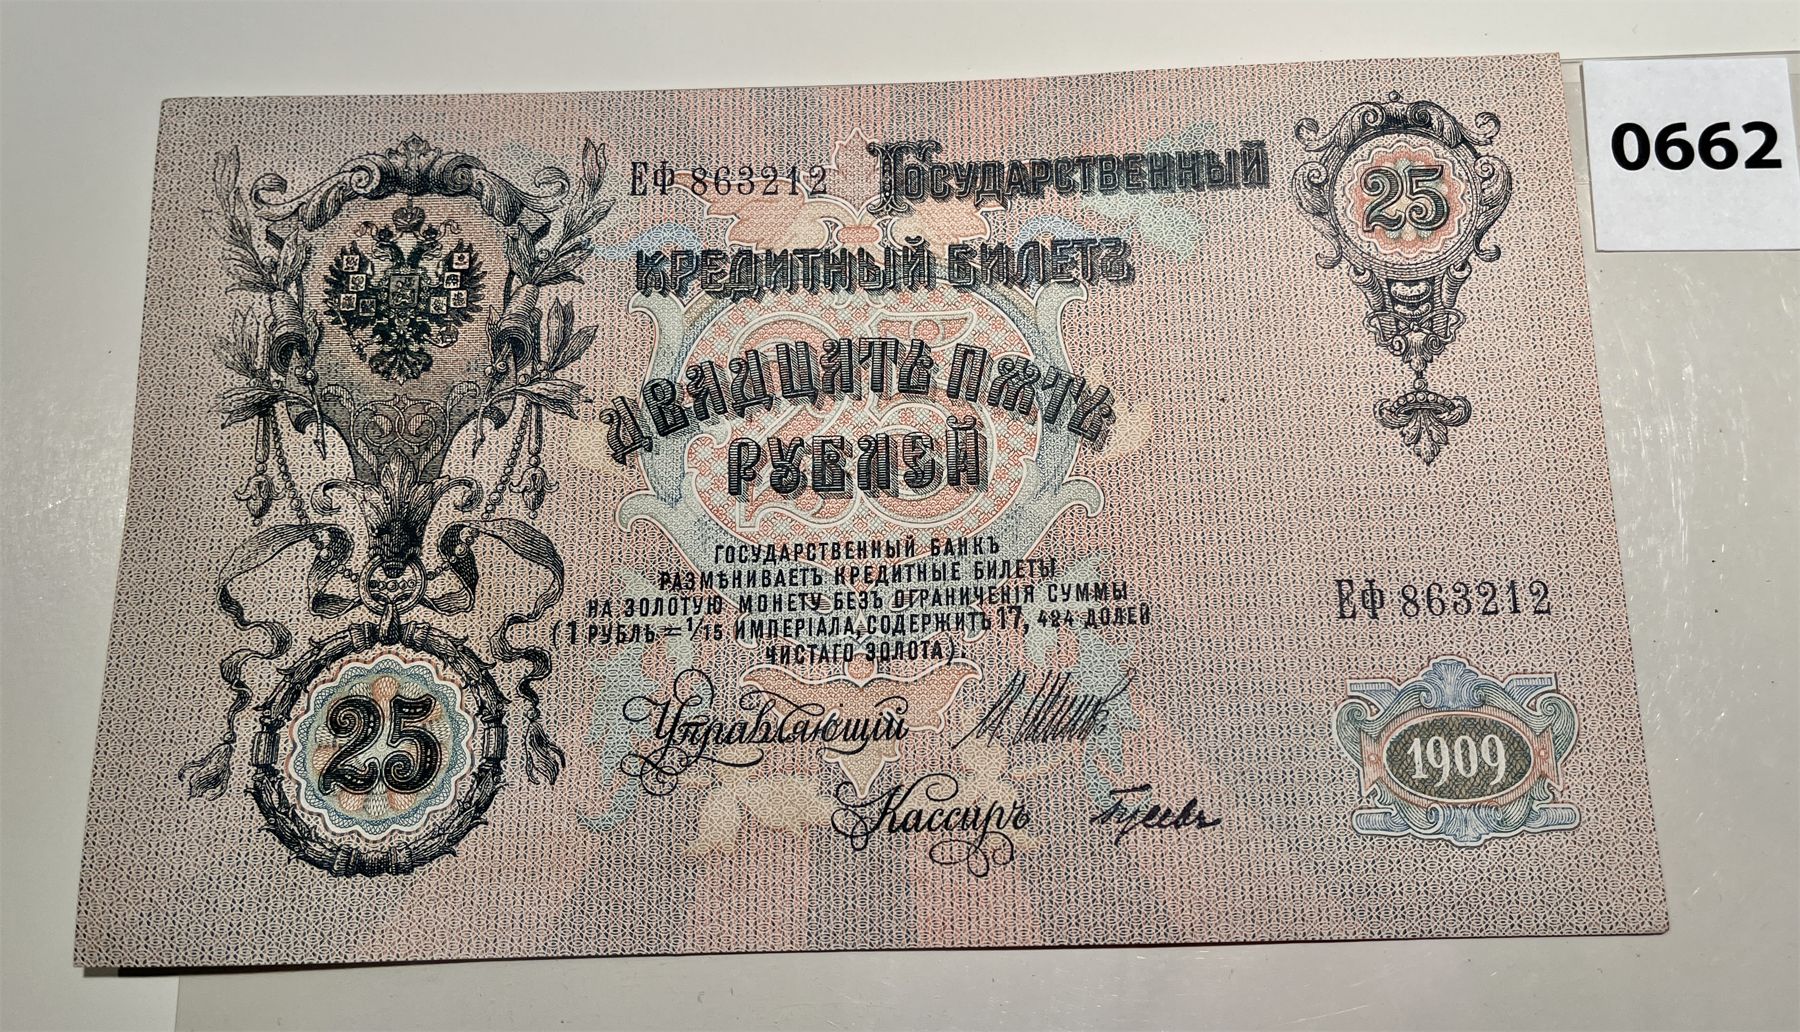 0662
ЕФ 863212
ГОСУДАРСТВЕННЫЙ
25
КРЕДИТНЫЙ БИЛЕТЪ
ДВАДЦАТЬ ПЯТЬ
РУБЛЕЙ
ГОСУДАРСТВЕННЫЙ БАНКЪ
РАЗМѢНИВАЕТЪ КРЕДИТНЫЕ БИЛЕТЫ
НА ЗОЛОТУЮ МОНЕТУ БЕЗЪ ОГРАНИЧЕНІЯ СУММЫ
(1 РУБЛЬ = 1/15 ИМПЕРІАЛА, СОДЕРЖИТЪ 17, 424 ДОЛЕЙ
ЧИСТАГО ЗОЛОТА).
ЕФ 863212
Управляющій
25
1909
Кассиръ
25